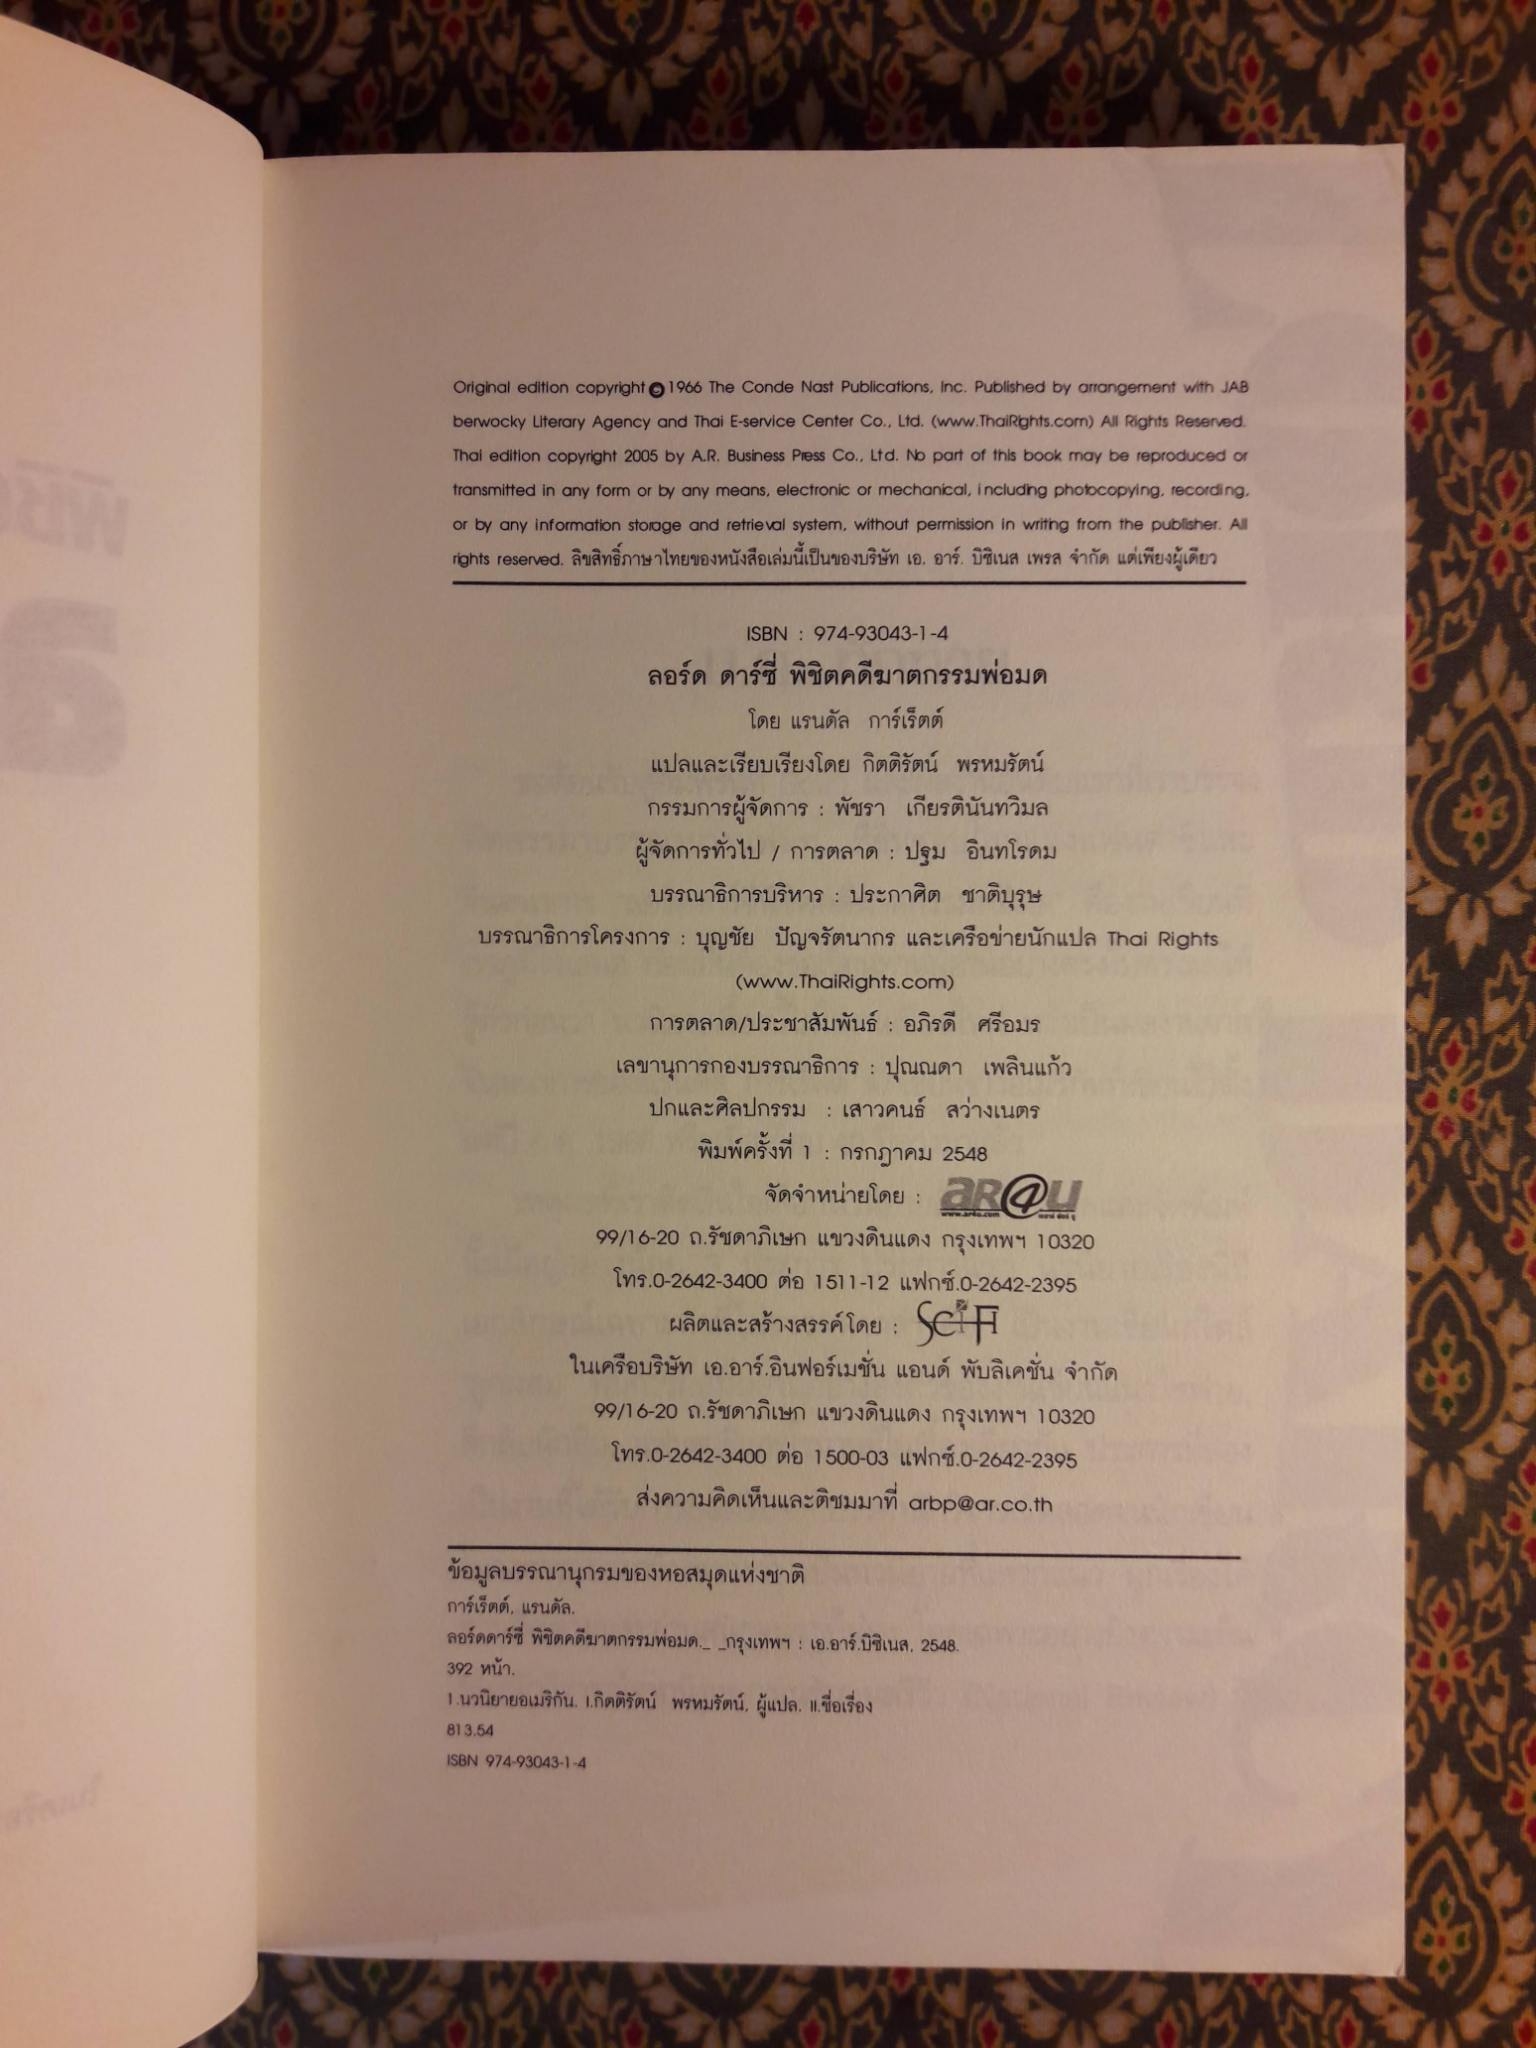 Original edition copyright © 1966 The Conde Nast Publications, Inc. Published by arrangement with JAB
berwocky Literary Agency and Thai E-service Center Co., Ltd. (www.ThaiRights.com) All Rights Reserved.
Thai edition copyright 2005 by A.R. Business Press Co., Ltd. No part of this book may be reproduced or
transmitted in any form or by any means, electronic or mechanical, including photocopying, recording,
or by any information storage and retrieval system, without permission in writing from the publisher. All
rights reserved. ลิขสิทธิ์ภาษาไทยของหนังสือเล่มนี้เป็นของบริษัท เอ. อาร์. บิซิเนส เพรส จำกัด แต่เพียงผู้เดียว
ISBN : 974-93043-1-4
ลอร์ด ดาร์ซี่ พิชิตคดีฆาตกรรมพ่อมด
โดย แรนดัล การ์เร็ตต์
แปลและเรียบเรียงโดย กิตติรัตน์ พรหมรัตน์
กรรมการผู้จัดการ : พัชรา เกียรตินันทวิมล
ผู้จัดการทั่วไป / การตลาด : ปฐม อินทโรดม
บรรณาธิการบริหาร : ประกาศิต ชาติบุรุษ
บรรณาธิการโครงการ : บุญชัย ปัญจรัตนากร และเครือข่ายนักแปล Thai Rights
(www.ThaiRights.com)
การตลาด/ประชาสัมพันธ์ : อภิรดี ศรีอมร
เลขานุการกองบรรณาธิการ : ปุณณดา เพลินแก้ว
ปกและศิลปกรรม : เสาวคนธ์ สว่างเนตร
พิมพ์ครั้งที่ 1 : กรกฎาคม 2548
จัดจำหน่ายโดย : aR@4u
99/16-20 ถ.รัชดาภิเษก แขวงดินแดง กรุงเทพฯ 10320
โทร.0-2642-3400 ต่อ 1511-12 แฟกซ์.0-2642-2395
ผลิตและสร้างสรรค์โดย : SciFi
ในเครือบริษัท เอ.อาร์.อินฟอร์เมชั่น แอนด์ พับลิเคชั่น จำกัด
99/16-20 ถ.รัชดาภิเษก แขวงดินแดง กรุงเทพฯ 10320
โทร.0-2642-3400 ต่อ 1500-03 แฟกซ์.0-2642-2395
ส่งความคิดเห็นและติชมมาที่ arbp@ar.co.th
ข้อมูลบรรณานุกรมของหอสมุดแห่งชาติ
การ์เร็ตต์, แรนดัล.
ลอร์ดดาร์ซี่ พิชิตคดีฆาตกรรมพ่อมด._ _กรุงเทพฯ : เอ.อาร์.บิซิเนส, 2548.
392 หน้า.
1.นวนิยายอเมริกัน. I.กิตติรัตน์ พรหมรัตน์, ผู้แปล. II.ชื่อเรื่อง
813.54
ISBN 974-93043-1-4